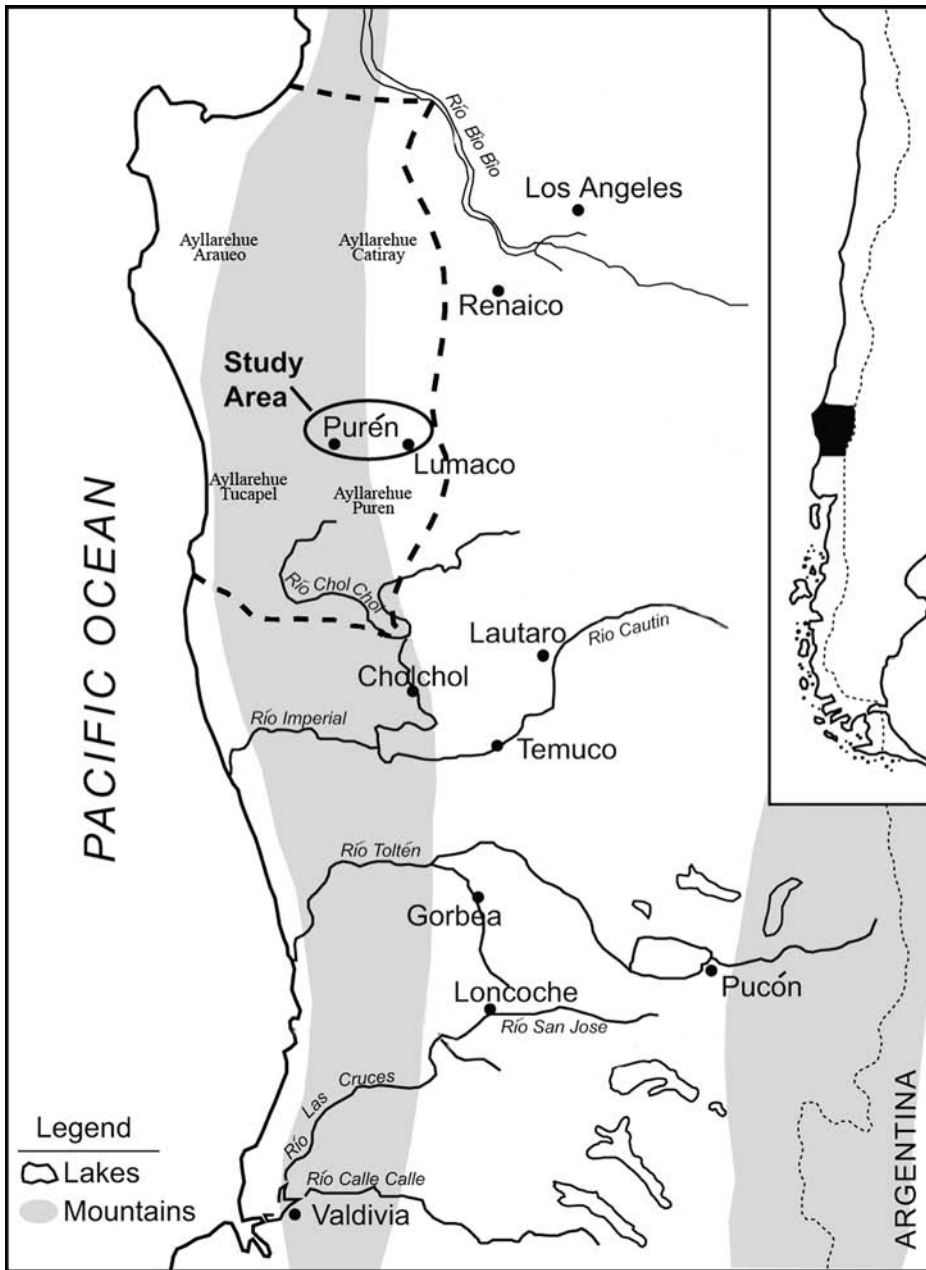 Río Bío Bío
Los Angeles
Ayllarehue
Araueo
Ayllarehue
Catiray
Renaico
Study
Area
Purén
Lumaco
Ayllarehue
Tucapel
Ayllarehue
Puren
PACIFIC OCEAN
Río Chol Chol
Lautaro
Rio Cautin
Cholchol
Río Imperial
Temuco
Río Toltén
Gorbea
Pucón
Loncoche
Río San Jose
Río Las Cruces
ARGENTINA
Legend
Lakes
Mountains
Río Calle Calle
Valdivia